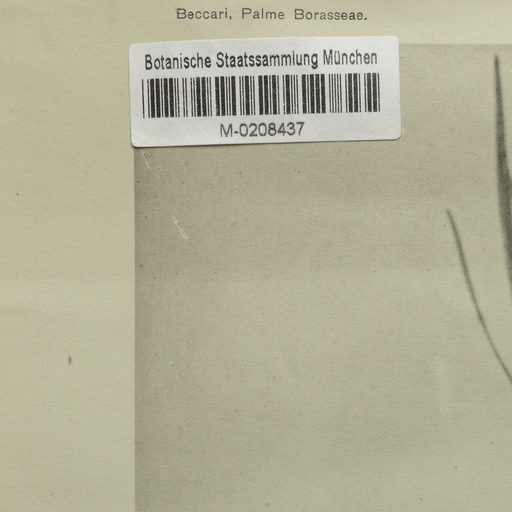 Beccari, Palme Borasseae.
Botanische Staatssammlung München
M-0208437